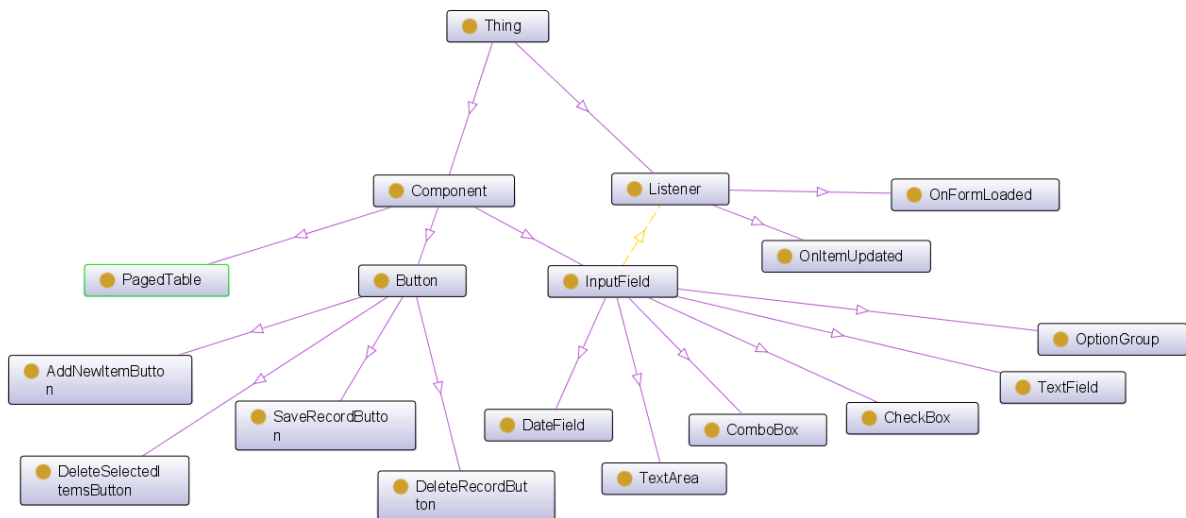 Thing
Component
Listener
OnFormLoaded
OnItemUpdated
PagedTable
Button
InputField
OptionGroup
AddNewItemButto
n
TextField
SaveRecordButto
n
DateField
ComboBox
CheckBox
DeleteSelectedI
temsButton
DeleteRecordBut
ton
TextArea